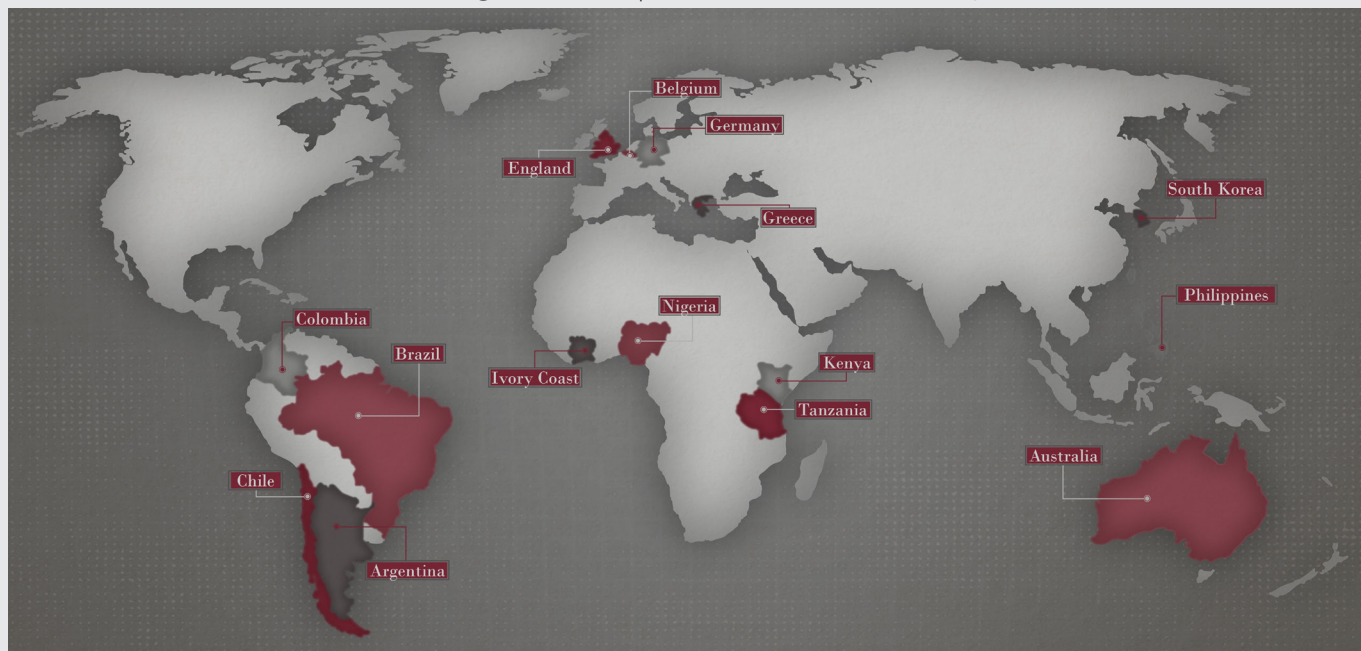 Belgium
Germany
England
South Korea
Greece
Philippines
Nigeria
Colombia
Brazil
Kenya
Ivory Coast
Tanzania
Australia
Chile
Argentina